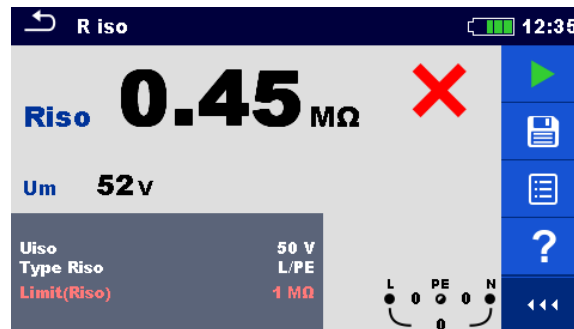 R iso 12:35
Riso 0.45 MΩ
Um 52 V
Uiso 50 V
Type Riso L/PE
Limit(Riso) 1 MΩ
?
L PE N
0 0
0